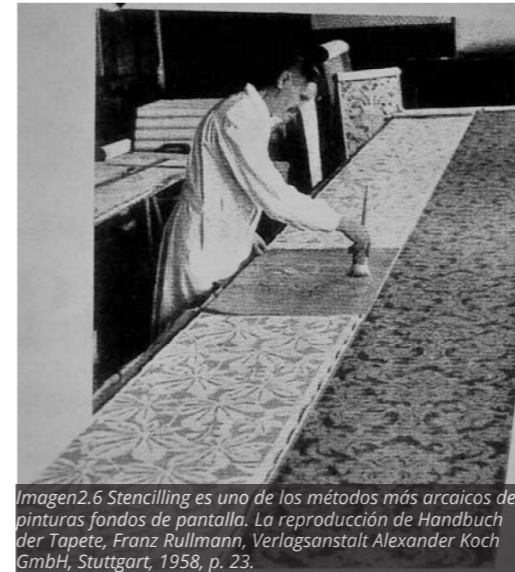 Imagen2.6 Stencilling es uno de los métodos más arcaicos de
pinturas fondos de pantalla. La reproducción de Handbuch
der Tapete, Franz Rullmann, Verlagsanstalt Alexander Koch
GmbH, Stuttgart, 1958, p. 23.